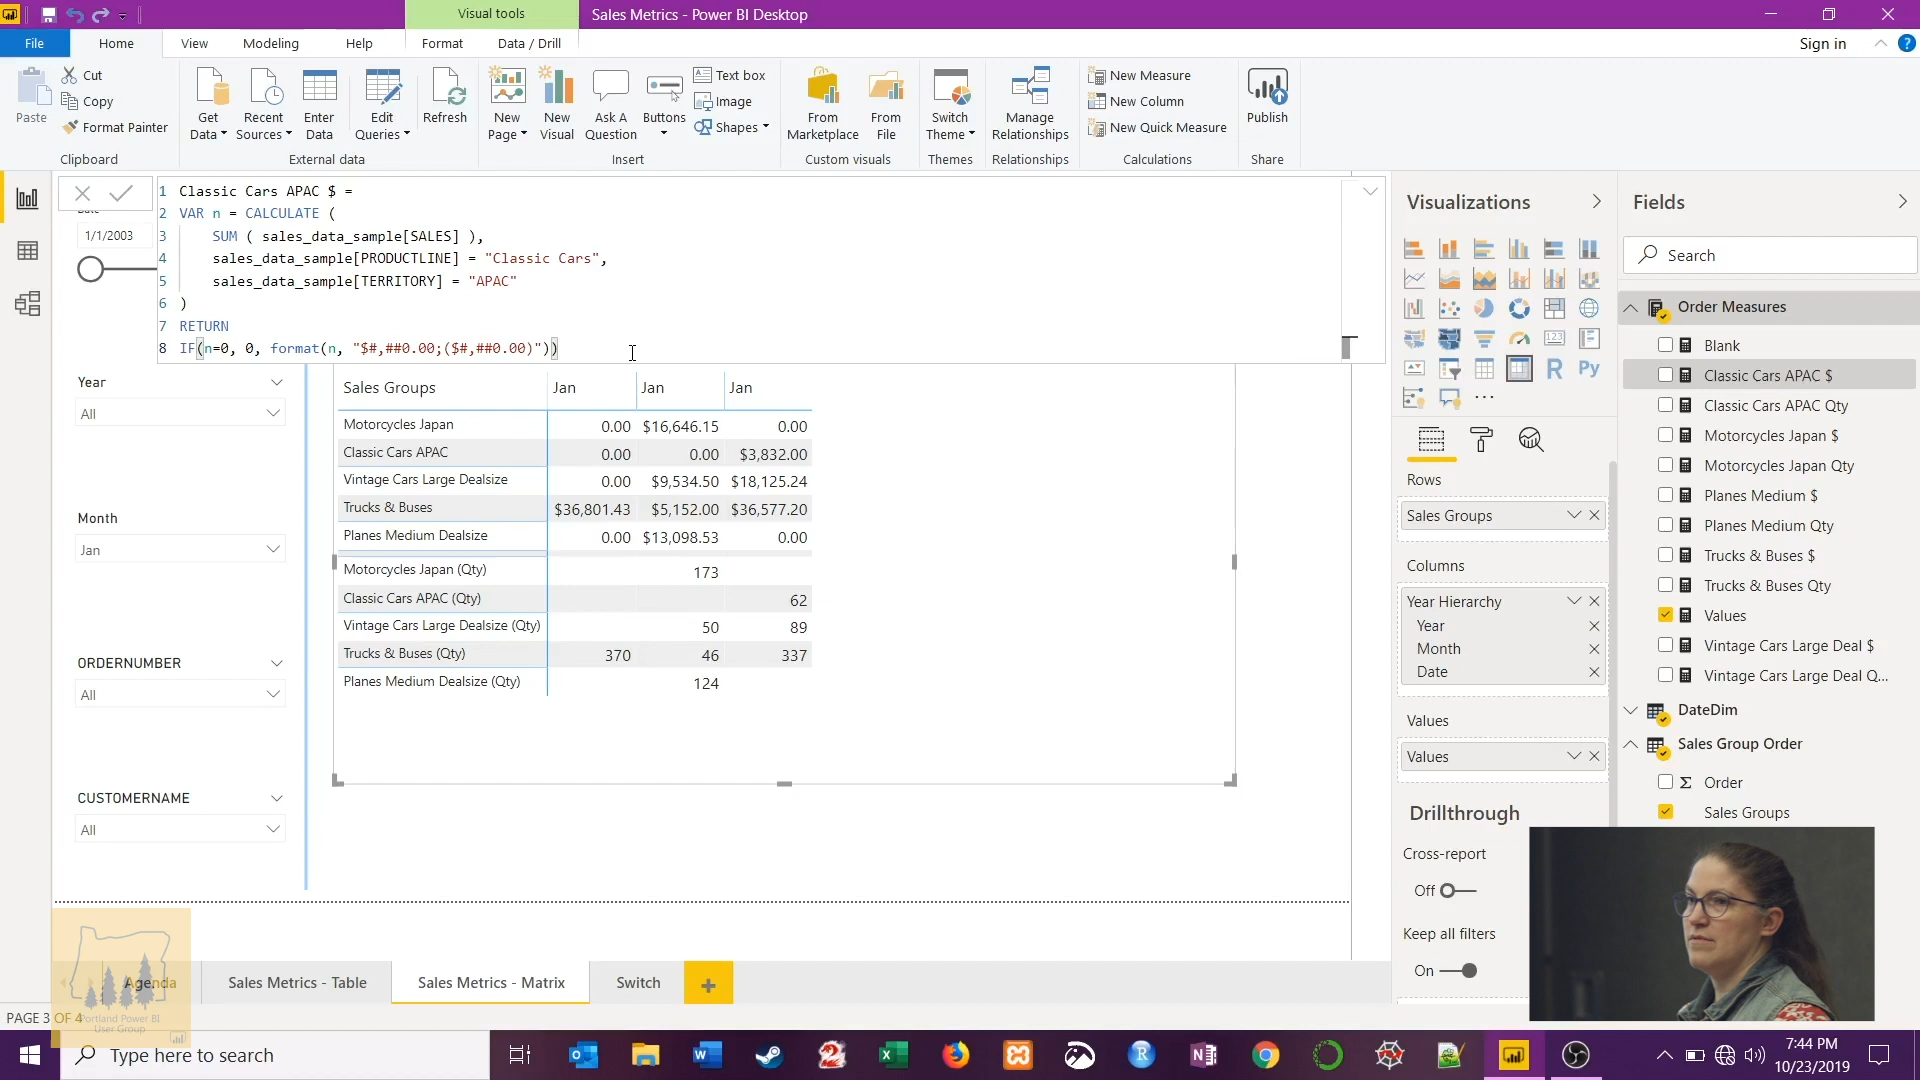 Visual tools
Sales Metrics - Power BI Desktop
File
Home
View
Modeling
Help
Format
Data / Drill
Sign in
Paste
Cut
Copy
Format Painter
Clipboard
Get Data
Recent Sources
Enter Data
Edit Queries
Refresh
External data
New Page
New Visual
Ask A Question
Buttons
Text box
Image
Shapes
Insert
From Marketplace
From File
Custom visuals
Switch Theme
Themes
Manage Relationships
Relationships
New Measure
New Column
New Quick Measure
Calculations
Publish
Share
1 Classic Cars APAC $ =
2 VAR n = CALCULATE (
3 SUM ( sales_data_sample[SALES] ),
4 sales_data_sample[PRODUCTLINE] = "Classic Cars",
5 sales_data_sample[TERRITORY] = "APAC"
6 )
7 RETURN
8 IF(n=0, 0, format(n, "$#,##0.00;($#,##0.00)"))
1/1/2003
Year
All
Month
Jan
ORDERNUMBER
All
CUSTOMERNAME
All
Sales Groups Jan Jan Jan
Motorcycles Japan 0.00 $16,646.15 0.00
Classic Cars APAC 0.00 0.00 $3,832.00
Vintage Cars Large Dealsize 0.00 $9,534.50 $18,125.24
Trucks & Buses $36,801.43 $5,152.00 $36,577.20
Planes Medium Dealsize 0.00 $13,098.53 0.00
Motorcycles Japan (Qty) 173
Classic Cars APAC (Qty) 62
Vintage Cars Large Dealsize (Qty) 50 89
Trucks & Buses (Qty) 370 46 337
Planes Medium Dealsize (Qty) 124
Visualizations
R
Py
123
Rows
Sales Groups
Columns
Year Hierarchy
Year
Month
Date
Values
Values
Drillthrough
Cross-report
Off
Keep all filters
On
Fields
Search
Order Measures
Blank
Classic Cars APAC $
Classic Cars APAC Qty
Motorcycles Japan $
Motorcycles Japan Qty
Planes Medium $
Planes Medium Qty
Trucks & Buses $
Trucks & Buses Qty
Values
Vintage Cars Large Deal $
Vintage Cars Large Deal Q...
DateDim
Sales Group Order
Order
Sales Groups
Agenda
Sales Metrics - Table
Sales Metrics - Matrix
Switch
PAGE 3 OF 4
Portland Power BI
User Group
Type here to search
7:44 PM
10/23/2019